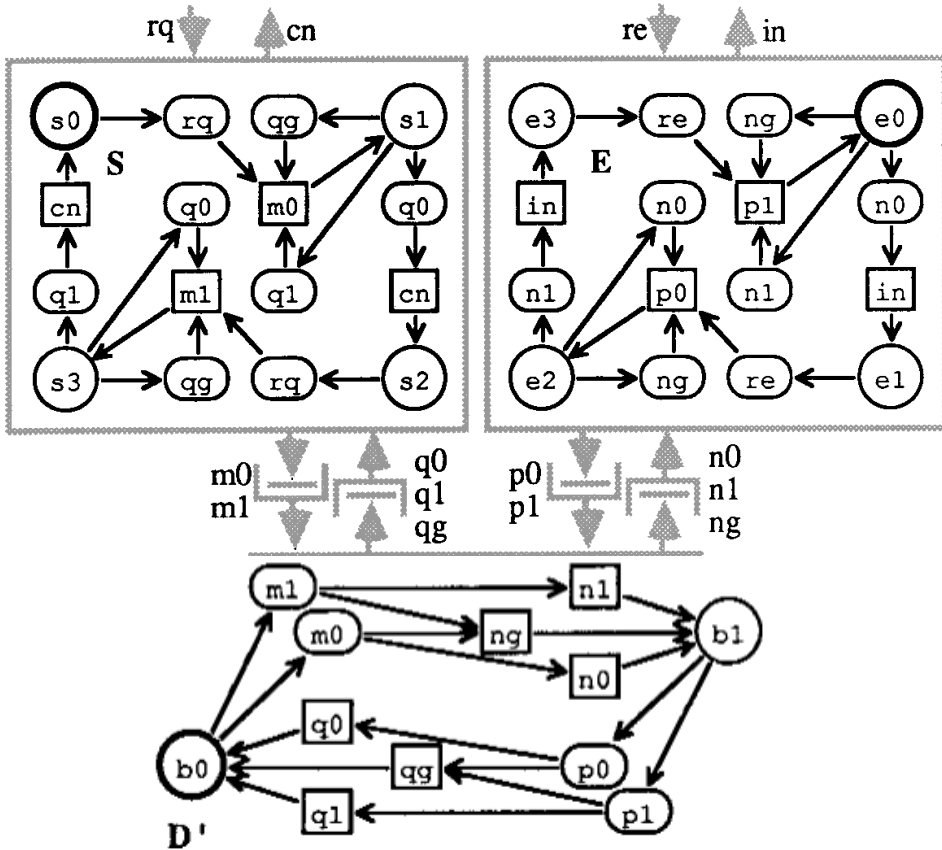 rq cn re in
s0 rq qg s1 e3 re ng e0
S E
cn q0 m0 q0 in n0 p1 n0
q1 m1 q1 cn n1 p0 n1 in
s3 qg rq s2 e2 ng re e1
m0 q0 p0 n0
m1 q1 p1 n1
qg ng
m1 n1
m0 ng b1
n0
q0
b0 qg p0
q1 p1
D'